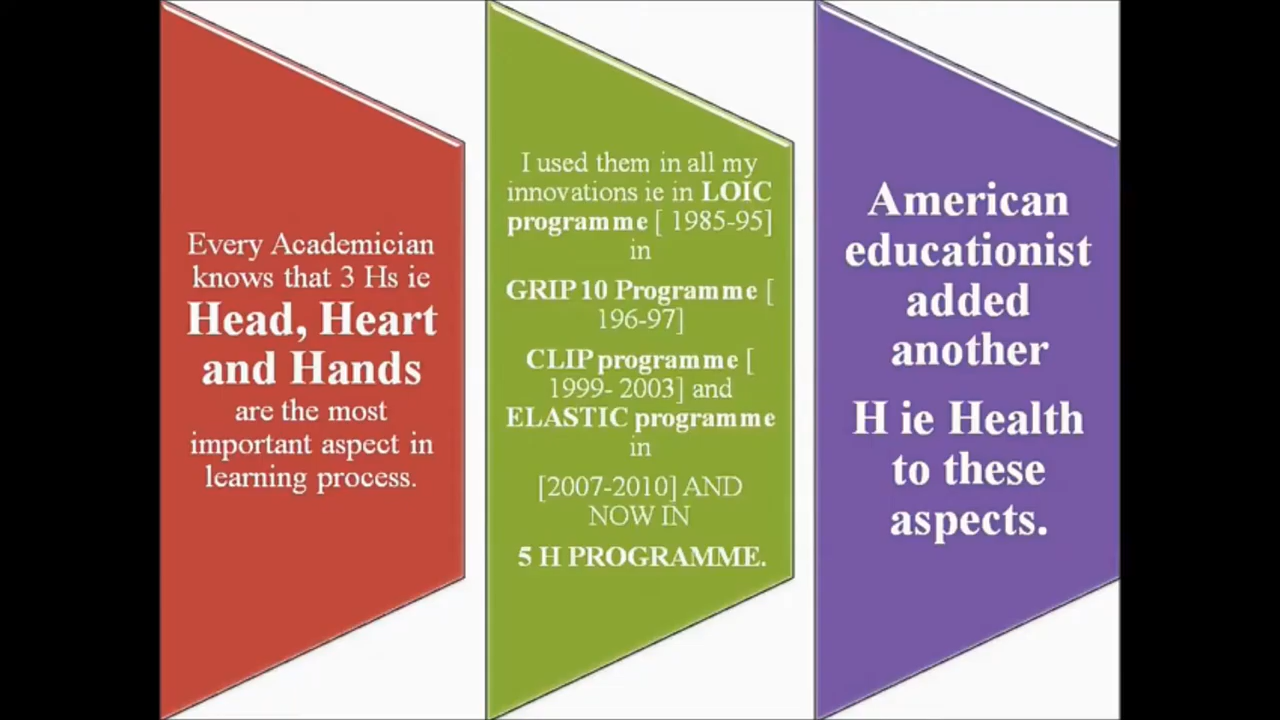 Every Academician
knows that 3 Hs ie
Head, Heart
and Hands
are the most
important aspect in
learning process.
I used them in all my
innovations ie in LOIC
programme [ 1985-95]
in
GRIP 10 Programme [
196-97]
CLIP programme [
1999- 2003] and
ELASTIC programme
in
[2007-2010] AND
NOW IN
5 H PROGRAMME.
American
educationist
added
another
H ie Health
to these
aspects.